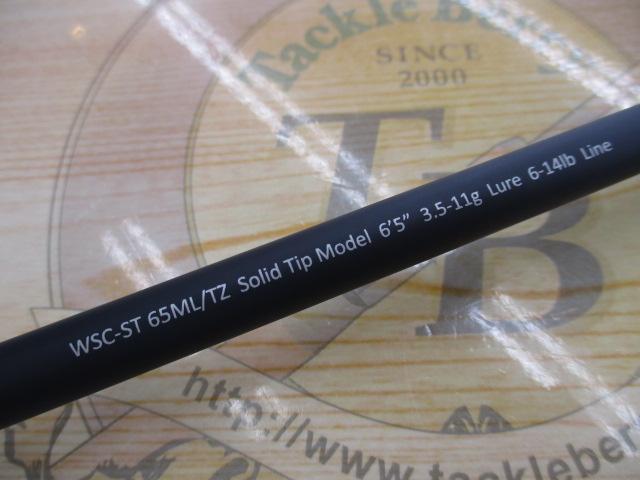 Tackle Berry
SINCE
2000
TB
WSC-ST 65ML/TZ Solid Tip Model 6'5" 3.5-11g Lure 6-14lb Line
http://www.tackleber